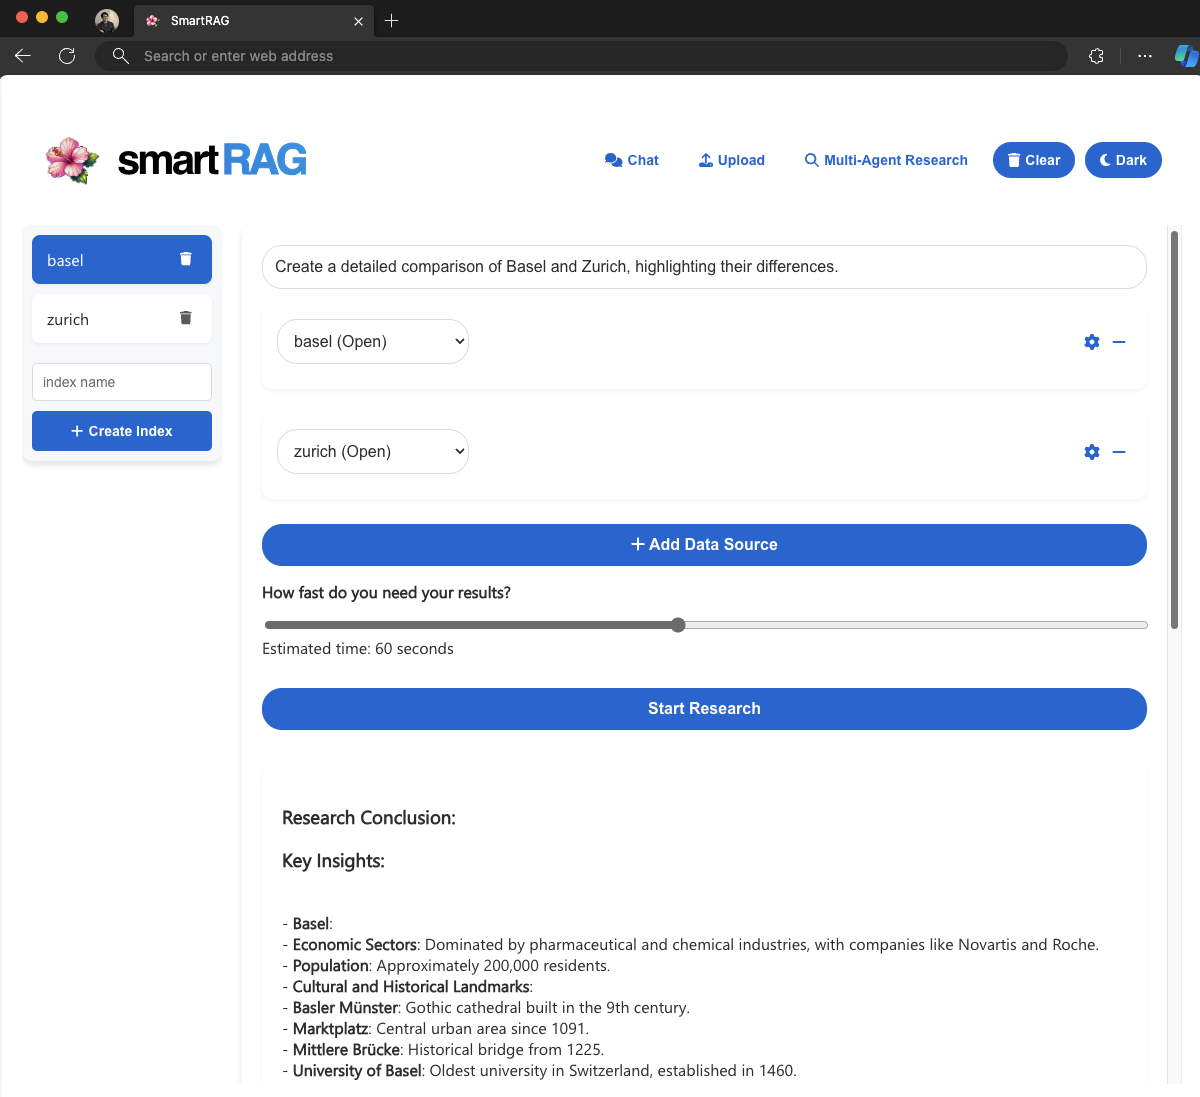 SmartRAG
Search or enter web address
smartRAG
Chat
Upload
Multi-Agent Research
Clear
Dark
basel
zurich
index name
Create Index
Create a detailed comparison of Basel and Zurich, highlighting their differences.
basel (Open)
zurich (Open)
Add Data Source
How fast do you need your results?
Estimated time: 60 seconds
Start Research
Research Conclusion:
Key Insights:
- Basel:
- Economic Sectors: Dominated by pharmaceutical and chemical industries, with companies like Novartis and Roche.
- Population: Approximately 200,000 residents.
- Cultural and Historical Landmarks:
- Basler Münster: Gothic cathedral built in the 9th century.
- Marktplatz: Central urban area since 1091.
- Mittlere Brücke: Historical bridge from 1225.
- University of Basel: Oldest university in Switzerland, established in 1460.